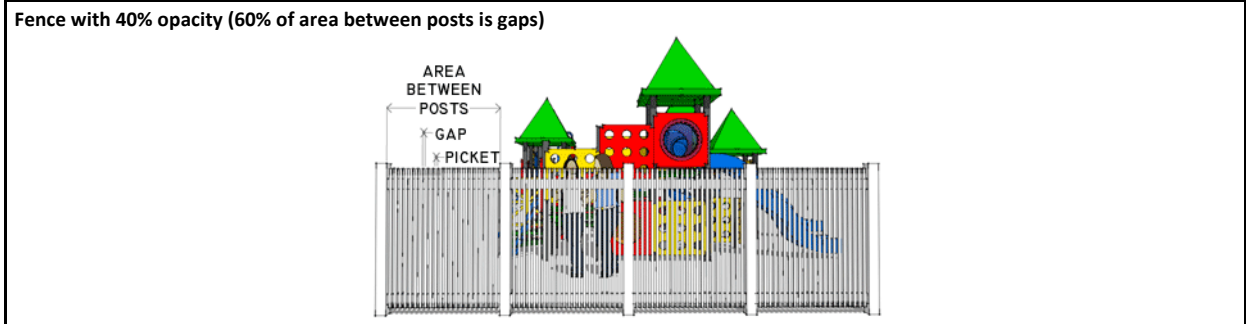 Fence with 40% opacity (60% of area between posts is gaps)
AREA
BETWEEN
POSTS
GAP
PICKET